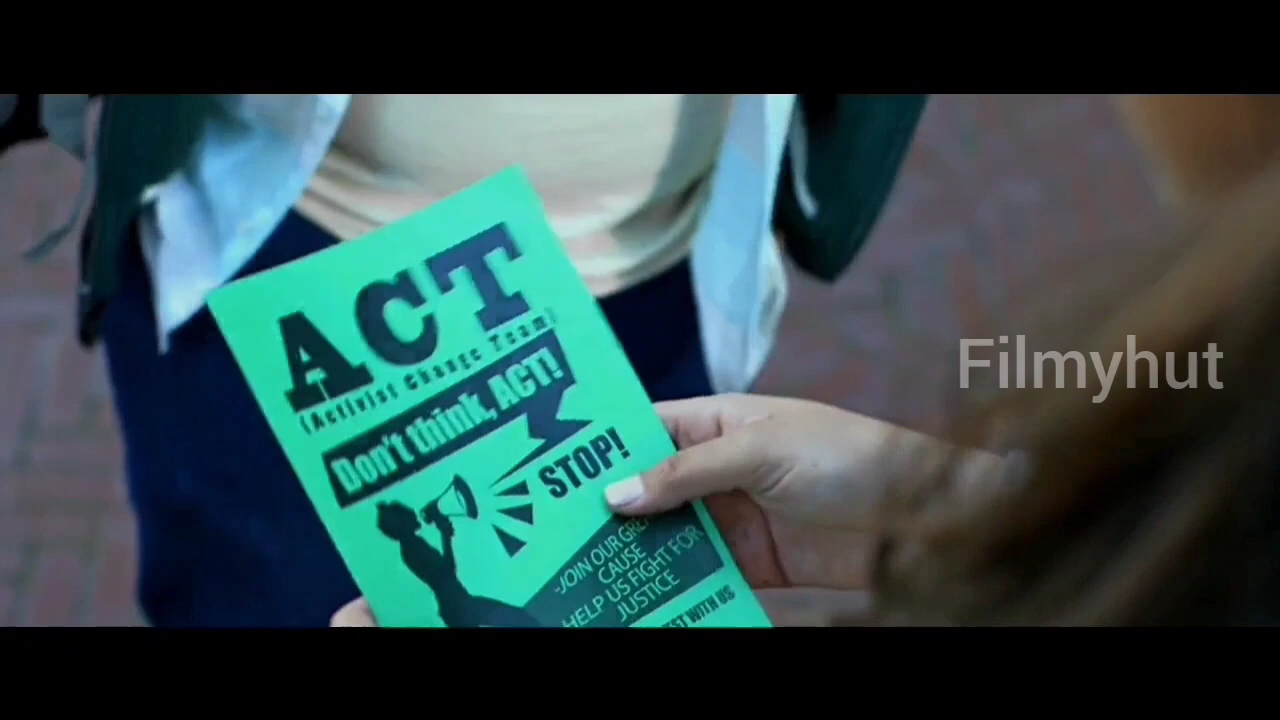 ACT
(Activist Change Team)
Don't think, ACT!
STOP!
JOIN OUR
CAUSE
HELP US FIGHT FOR
JUSTICE
WITH US
Filmyhut